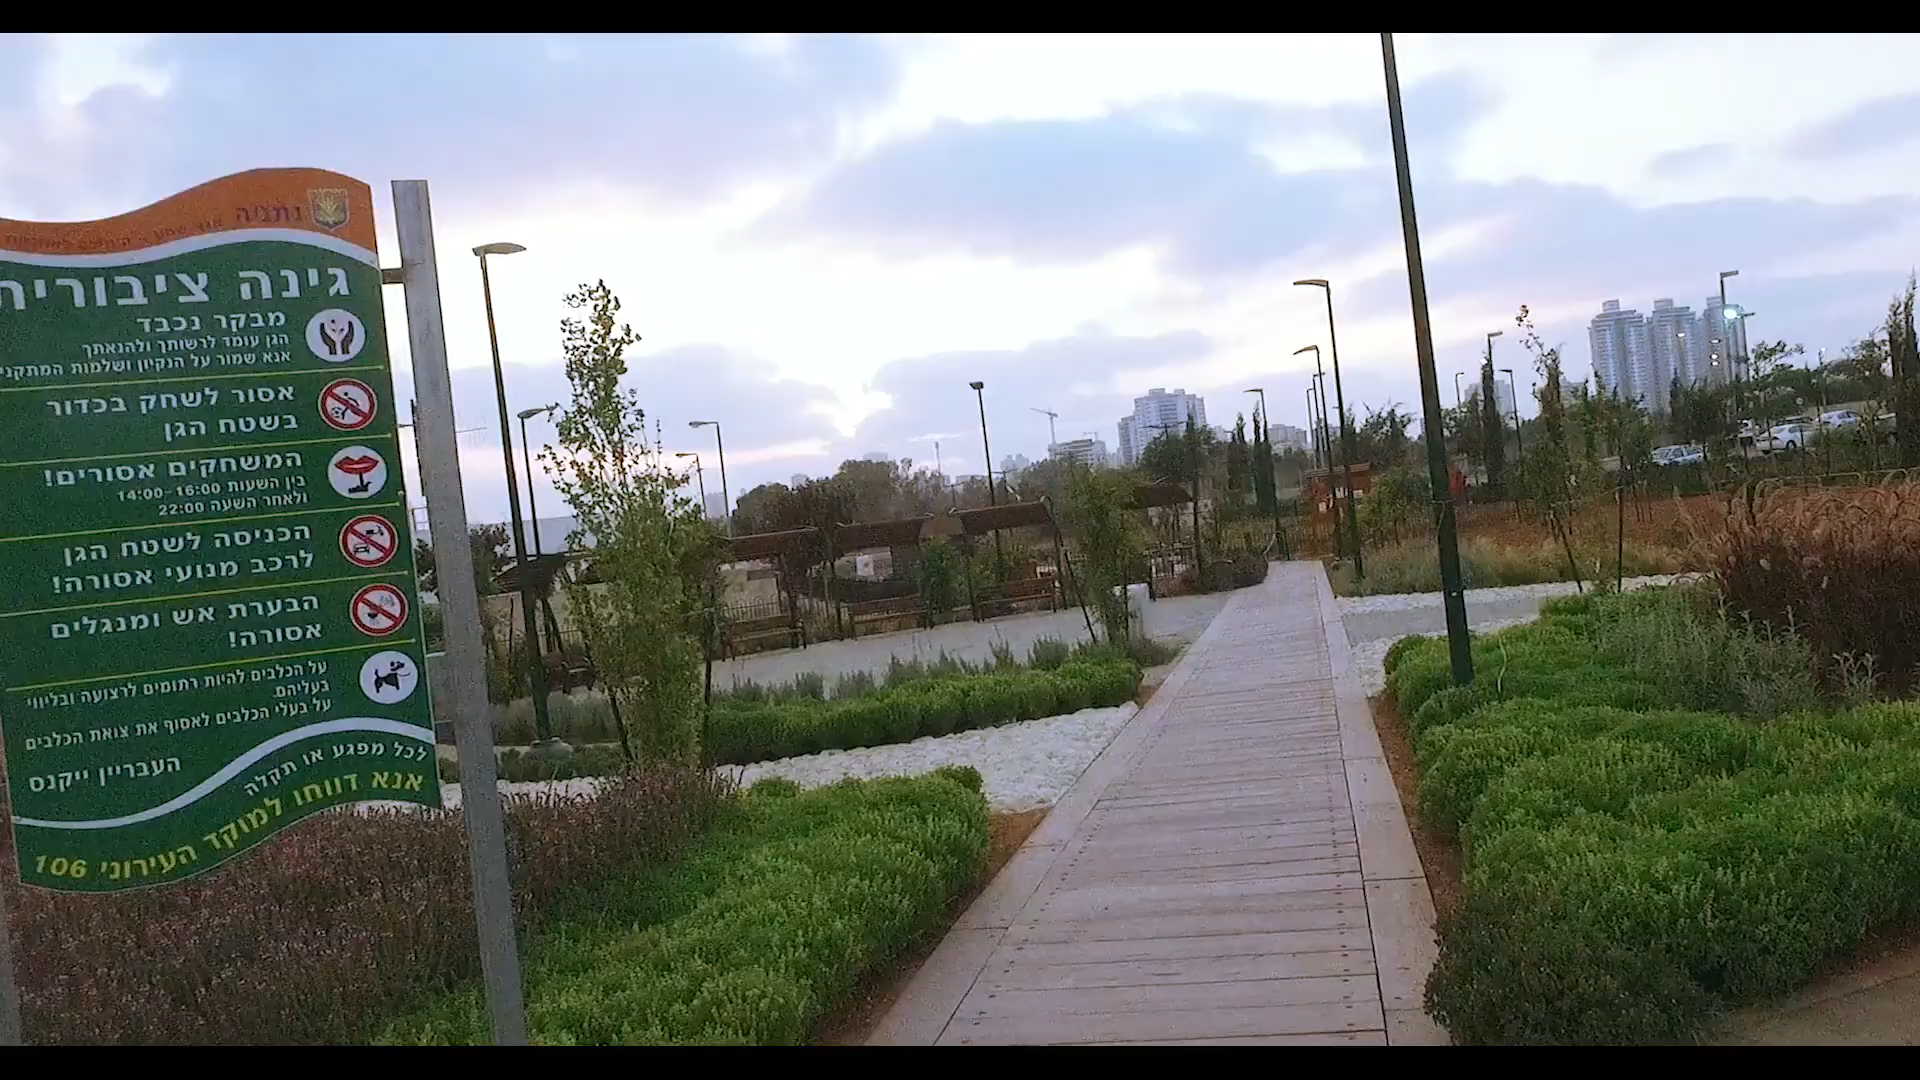 נתניה
גינה ציבורית
מבקר נכבד
הגן עומד לרשותך ולהנאתך
אנא שמור על הנקיון ושלמות המתקני
אסור לשחק בכדור
בשטח הגן
המשחקים אסורים!
בין השעות 14:00-16:00
ולאחר השעה 22:00
הכניסה לשטח הגן
לרכב מנועי אסורה!
הבערת אש ומנגלים
אסורה!
על הכלבים להיות רתומים לרצועה ובליווי
בעליהם.
על בעלי הכלבים לאסוף את צואת הכלבים
העבריין ייקנס
לכל מפגע או תקלה
אנא דווחו למוקד העירוני 106